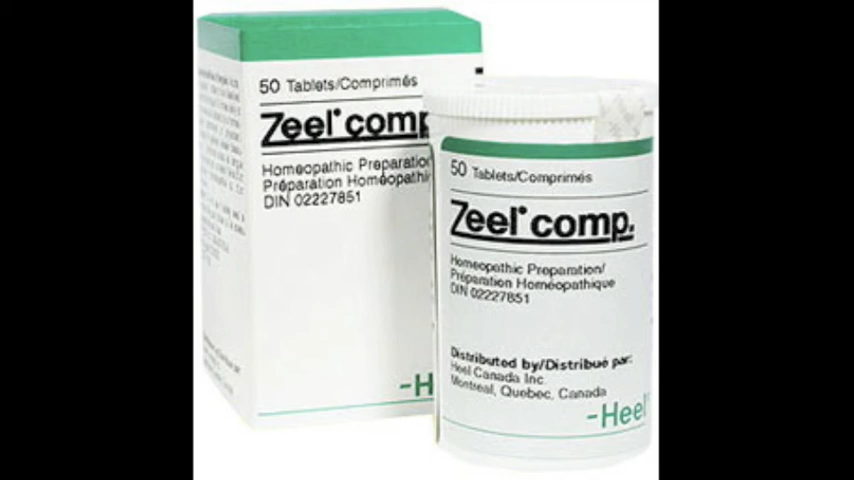 50 Tablets/Comprimés
Zeel comp
Homeopathic Preparation
Préparation Homéopathi
DIN 02227851
-H
50 Tablets/Comprimés
Zeel comp.
Homeopathic Preparation/
Préparation Homéopathique
DIN 02227851
Distributed by/Distribué par:
Heel Canada Inc.
Montreal, Quebec, Canada
-Heel